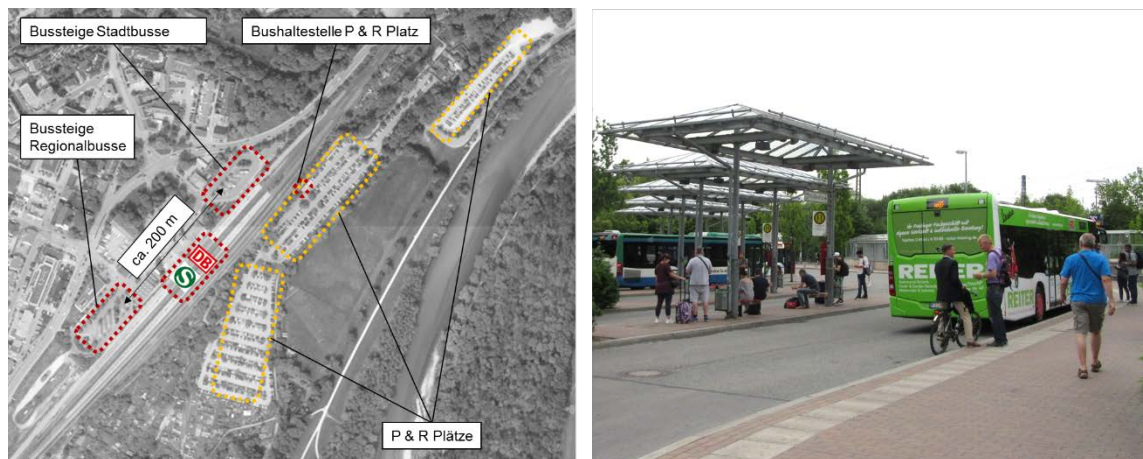 Bussteige Stadtbusse
Bushaltestelle P & R Platz
Bussteige
Regionalbusse
ca. 200 m
S
DB
P & R Plätze
REITER
REITER